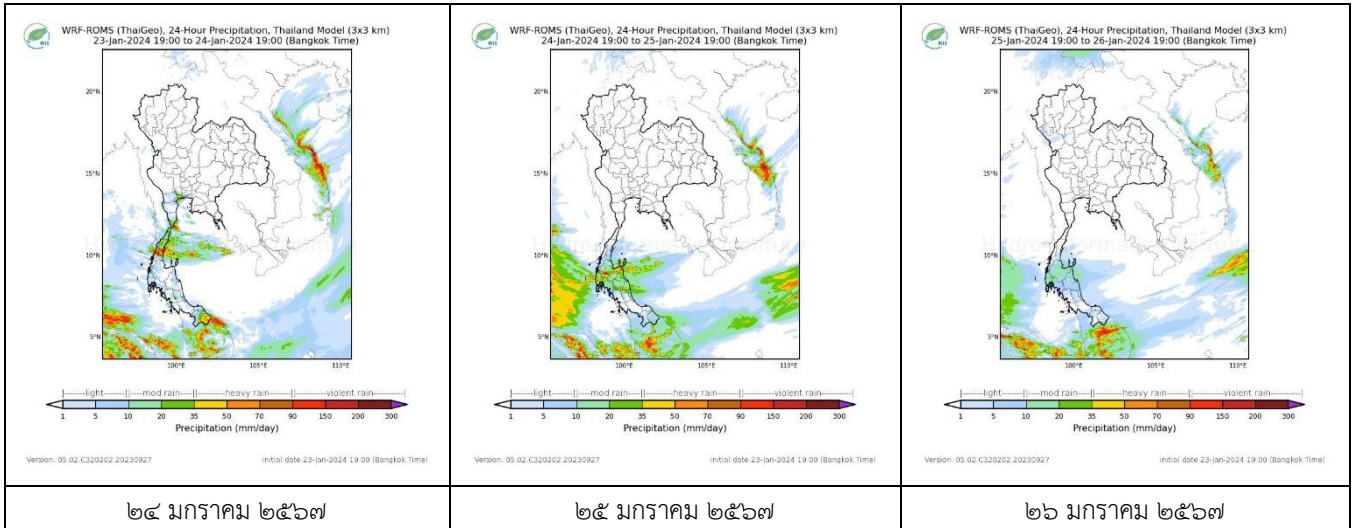 WRF-ROMS (ThaiGeo), 24-Hour Precipitation, Thailand Model (3x3 km)
23-Jan-2024 19:00 to 24-Jan-2024 19:00 (Bangkok Time)
HII
20°N
15°N
10°N
5°N
100°E 105°E 110°E
light mod rain heavy rain violent rain
1 5 10 20 35 50 70 90 150 200 300
Precipitation (mm/day)
Version: 05.02.C320202.20230927 initial date 23-Jan-2024 19:00 (Bangkok Time)
๒๔ มกราคม ๒๕๖๗
WRF-ROMS (ThaiGeo), 24-Hour Precipitation, Thailand Model (3x3 km)
24-Jan-2024 19:00 to 25-Jan-2024 19:00 (Bangkok Time)
HII
20°N
15°N
10°N
5°N
100°E 105°E 110°E
light mod rain heavy rain violent rain
1 5 10 20 35 50 70 90 150 200 300
Precipitation (mm/day)
Version: 05.02.C320202.20230927 initial date 23-Jan-2024 19:00 (Bangkok Time)
๒๕ มกราคม ๒๕๖๗
WRF-ROMS (ThaiGeo), 24-Hour Precipitation, Thailand Model (3x3 km)
25-Jan-2024 19:00 to 26-Jan-2024 19:00 (Bangkok Time)
HII
20°N
15°N
10°N
5°N
100°E 105°E 110°E
light mod rain heavy rain violent rain
1 5 10 20 35 50 70 90 150 200 300
Precipitation (mm/day)
Version: 05.02.C320202.20230927 initial date 23-Jan-2024 19:00 (Bangkok Time)
๒๖ มกราคม ๒๕๖๗